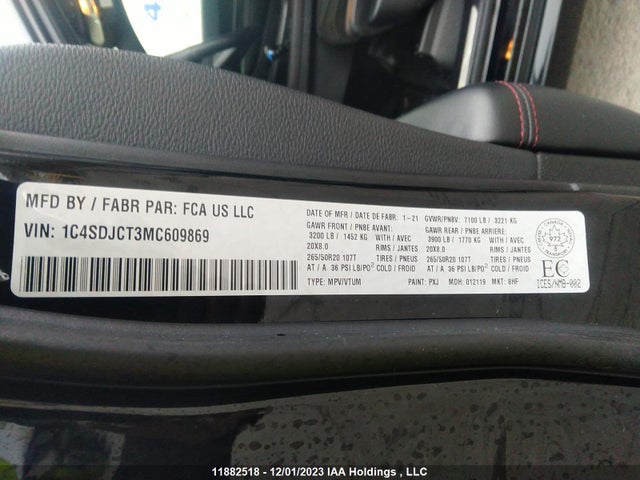 4
MFD BY / FABR PAR: FCA US LLC
VIN: 1C4SDJCT3MC609869
DATE OF MFR / DATE DE FABR: 1-21 GVWR/PNBV: 7100 LB / 3221 KG
GAWR FRONT / PNBE AVANT: GAWR REAR / PNBE ARRIERE:
3200 LB / 1452 KG WITH / AVEC 3900 LB / 1770 KG WITH / AVEC
20X8.0 RIMS / JANTES 20X8.0 RIMS / JANTES
265/50R20 107T TIRES / PNEUS 265/50R20 107T TIRES / PNEUS
AT / A 36 PSI LB/PO² COLD / FROID AT / A 36 PSI LB/PO² COLD / FROID
TYPE: MPV/VTUM PAINT: PXJ MDH: 012119 MKT: BHF
CANADA
972
EC
ICES/NMB-002
11882518 - 12/01/2023 IAA Holdings , LLC